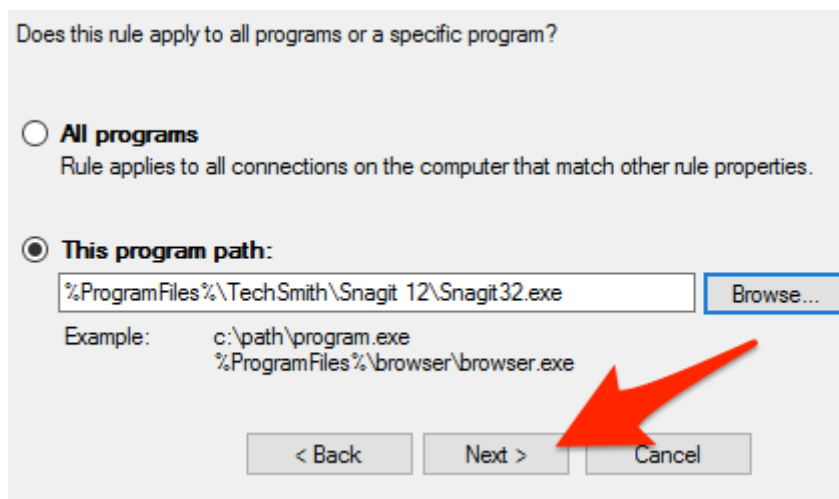 Does this rule apply to all programs or a specific program?
All programs
Rule applies to all connections on the computer that match other rule properties.
This program path:
%ProgramFiles%\TechSmith\Snagit 12\Snagit32.exe
Browse...
Example: c:\path\program.exe
%ProgramFiles%\browser\browser.exe
< Back Next > Cancel